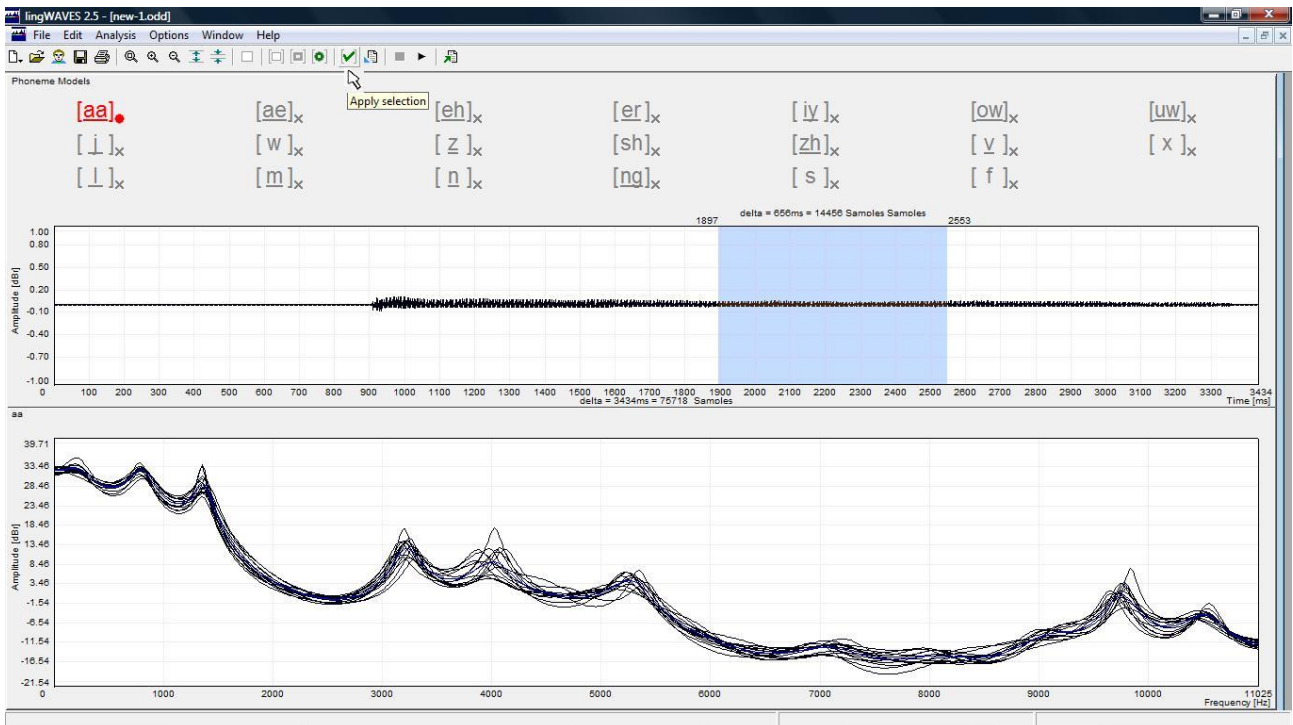 lingWAVES 2.5 - [new-1.odd]
File Edit Analysis Options Window Help
Apply selection
Phoneme Models
[aa] [ae]x [eh]x [er]x [ iy ]x [ow]x [uw]x
[ j ]x [ w ]x [ z ]x [sh]x [zh]x [ v ]x [ x ]x
[ l ]x [ m ]x [ n ]x [ng]x [ s ]x [ f ]x
delta = 656ms = 14456 Samples Samples
1897 2553
1.00
0.80
0.50
0.20
-0.10
-0.40
-0.70
-1.00
Amplitude [dBr]
0 100 200 300 400 500 600 700 800 900 1000 1100 1200 1300 1400 1500 1600 1700 1800 1900 2000 2100 2200 2300 2400 2500 2600 2700 2800 2900 3000 3100 3200 3300 3434
delta = 3434ms = 75718 Samples
Time [ms]
aa
39.71
33.46
28.46
23.46
18.46
13.46
8.46
3.46
-1.54
-6.54
-11.54
-16.54
-21.54
Amplitude [dBr]
0 1000 2000 3000 4000 5000 6000 7000 8000 9000 10000 11025
Frequency [Hz]